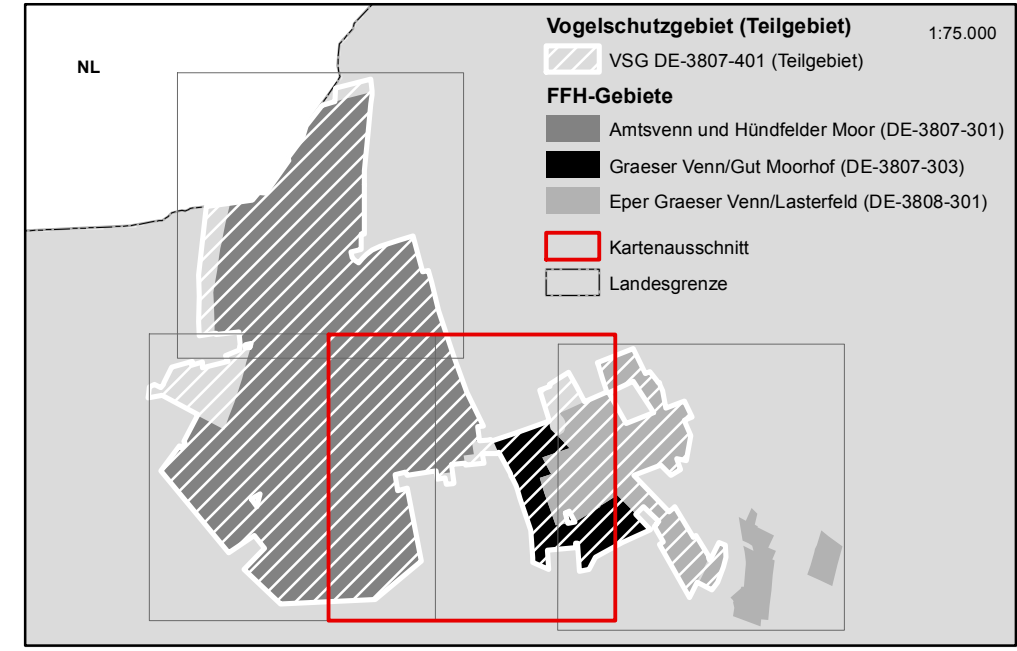 Vogelschutzgebiet (Teilgebiet)
1:75.000
NL
VSG DE-3807-401 (Teilgebiet)
FFH-Gebiete
Amtsvenn und Hündfelder Moor (DE-3807-301)
Graeser Venn/Gut Moorhof (DE-3807-303)
Eper Graeser Venn/Lasterfeld (DE-3808-301)
Kartenausschnitt
Landesgrenze